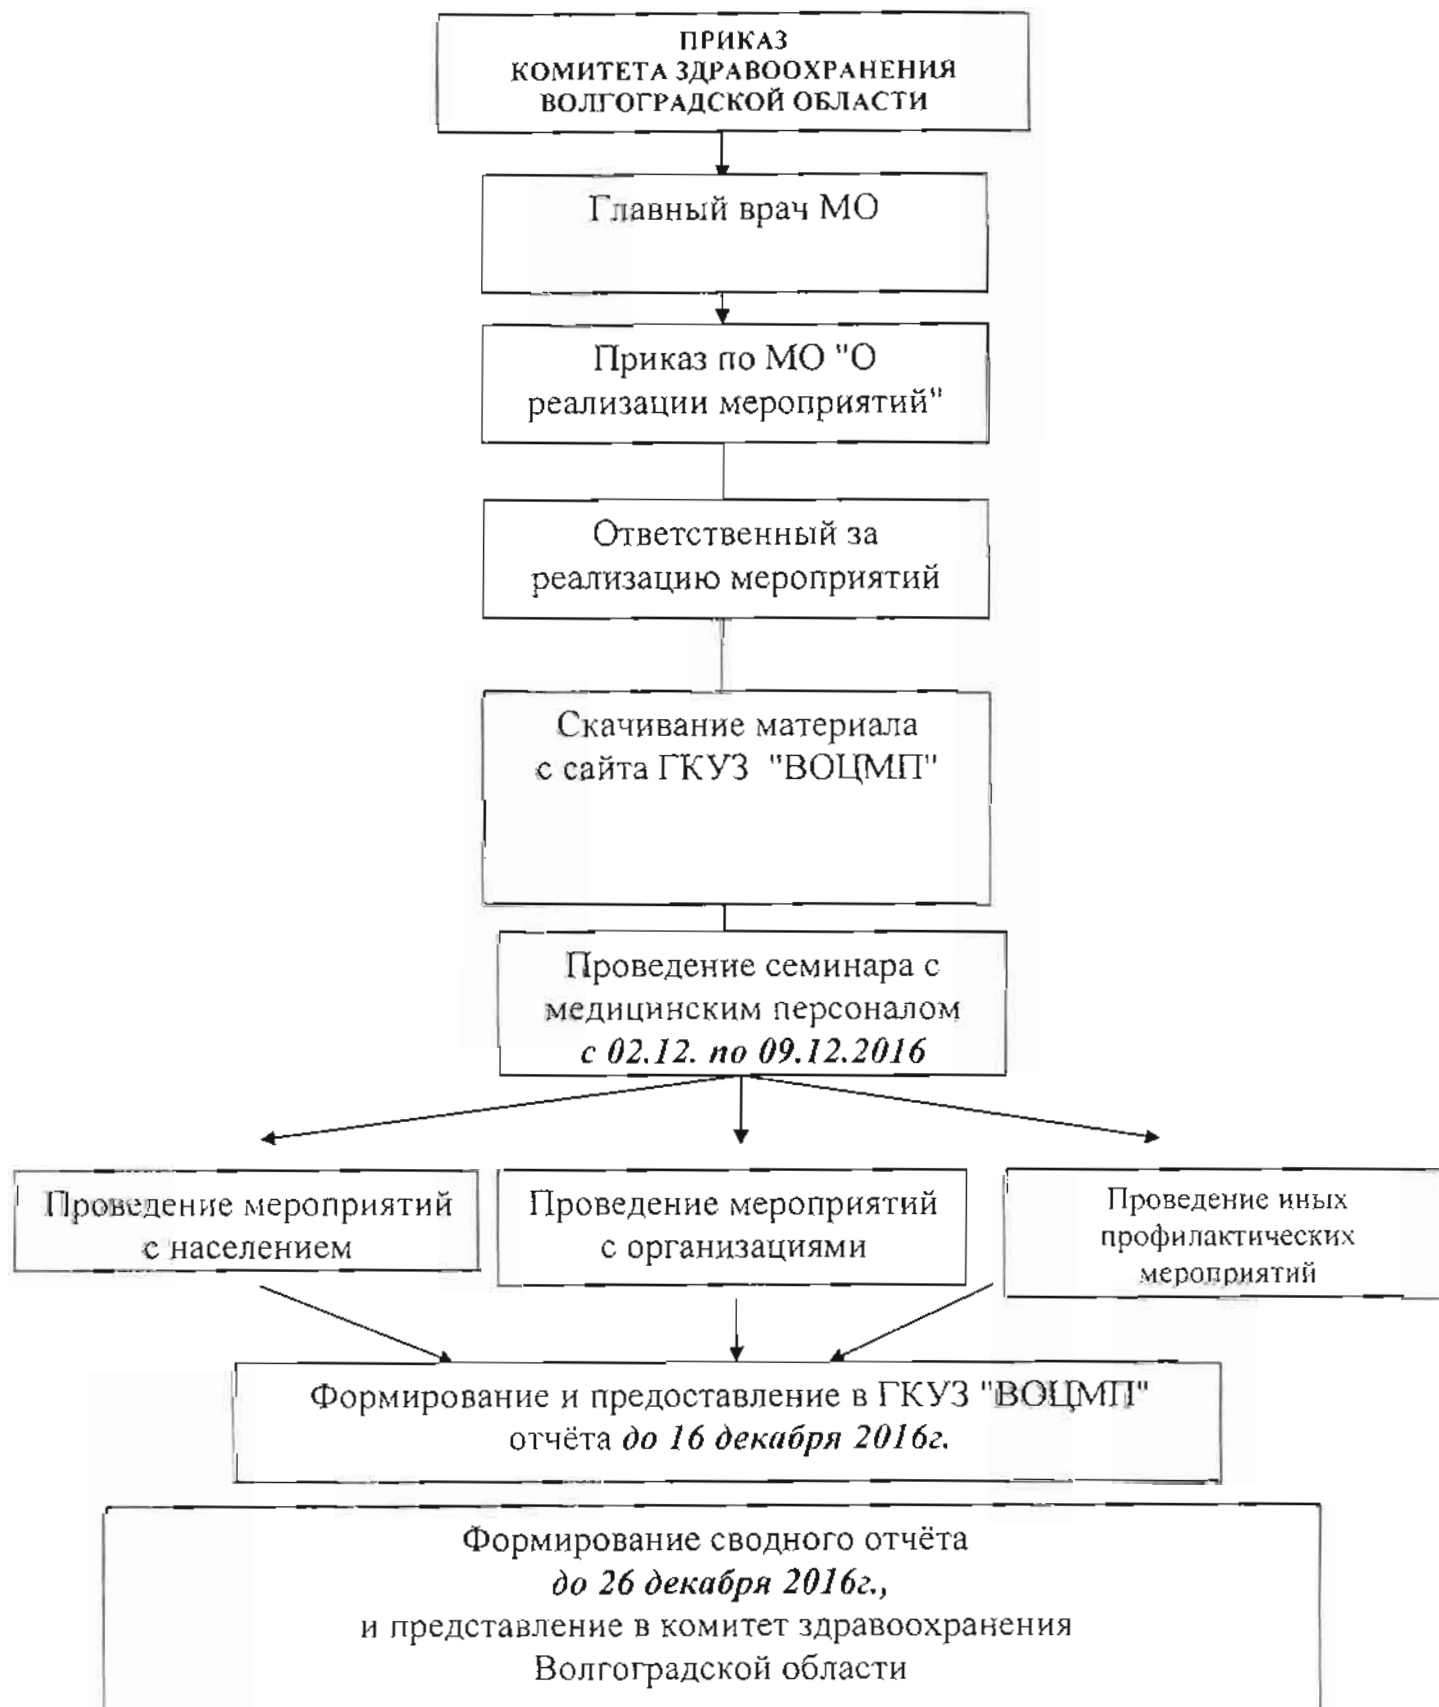 ПРИКАЗ
КОМИТЕТА ЗДРАВООХРАНЕНИЯ
ВОЛГОГРАДСКОЙ ОБЛАСТИ
Главный врач МО
Приказ по МО "О
реализации мероприятий"
Ответственный за
реализацию мероприятий
Скачивание материала
с сайта ГКУЗ "ВОЦМП"
Проведение семинара с
медицинским персоналом
с 02.12. по 09.12.2016
Проведение мероприятий
с населением
Проведение мероприятий
с организациями
Проведение иных
профилактических
мероприятий
Формирование и предоставление в ГКУЗ "ВОЦМП"
отчёта до 16 декабря 2016г.
Формирование сводного отчёта
до 26 декабря 2016г.,
и представление в комитет здравоохранения
Волгоградской области